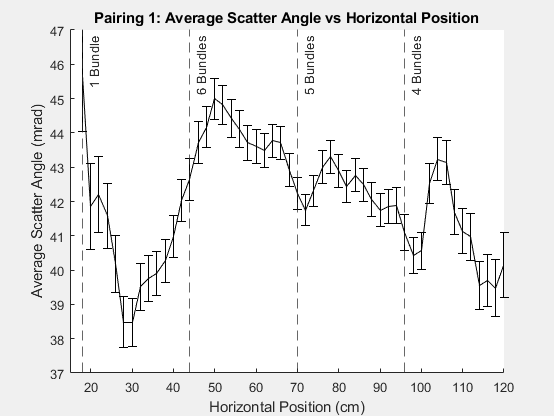 Pairing 1: Average Scatter Angle vs Horizontal Position
47
46
45
44
43
42
41
40
39
38
37
Average Scatter Angle (mrad)
1 Bundle
6 Bundles
5 Bundles
4 Bundles
20 30 40 50 60 70 80 90 100 110 120
Horizontal Position (cm)